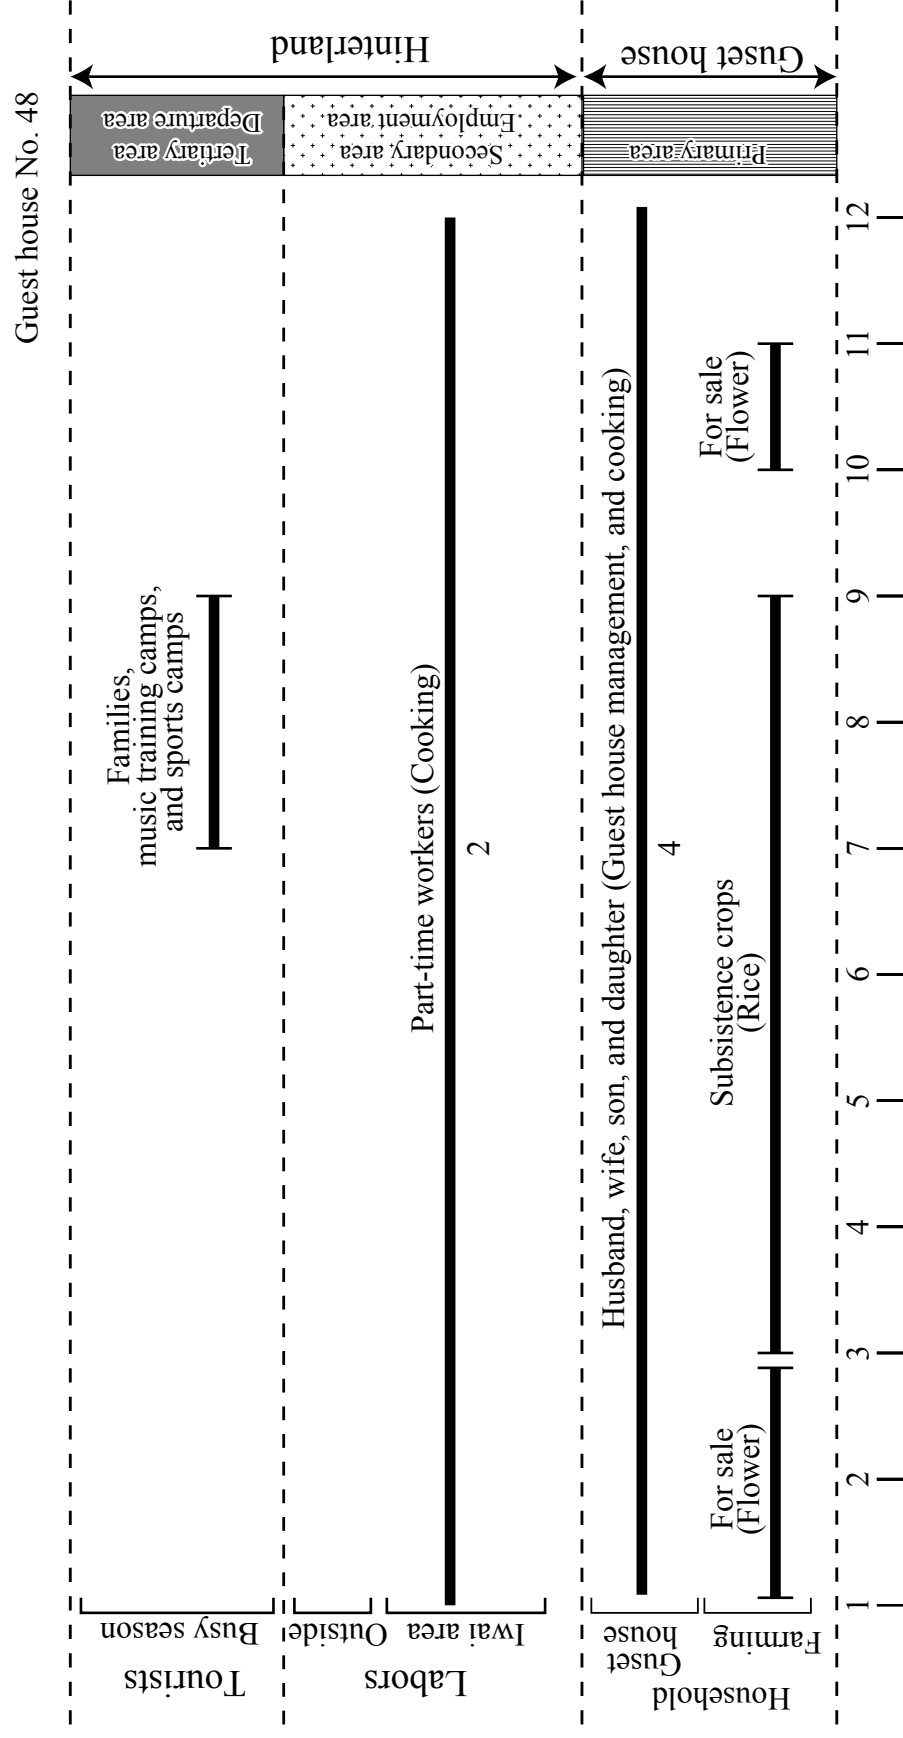 Guest house No. 48
Tourists
Busy season
Families,
music training camps,
and sports camps
Tertiary area
Departure area
Hinterland
Labors
Outside
Iwai area
Part-time workers (Cooking)
2
Secondary area
Employment area
Household
Guset
house
Husband, wife, son, and daughter (Guest house management, and cooking)
4
Farming
For sale
(Flower)
Subsistence crops
(Rice)
For sale
(Flower)
Primary area
Guset house
1 2 3 4 5 6 7 8 9 10 11 12